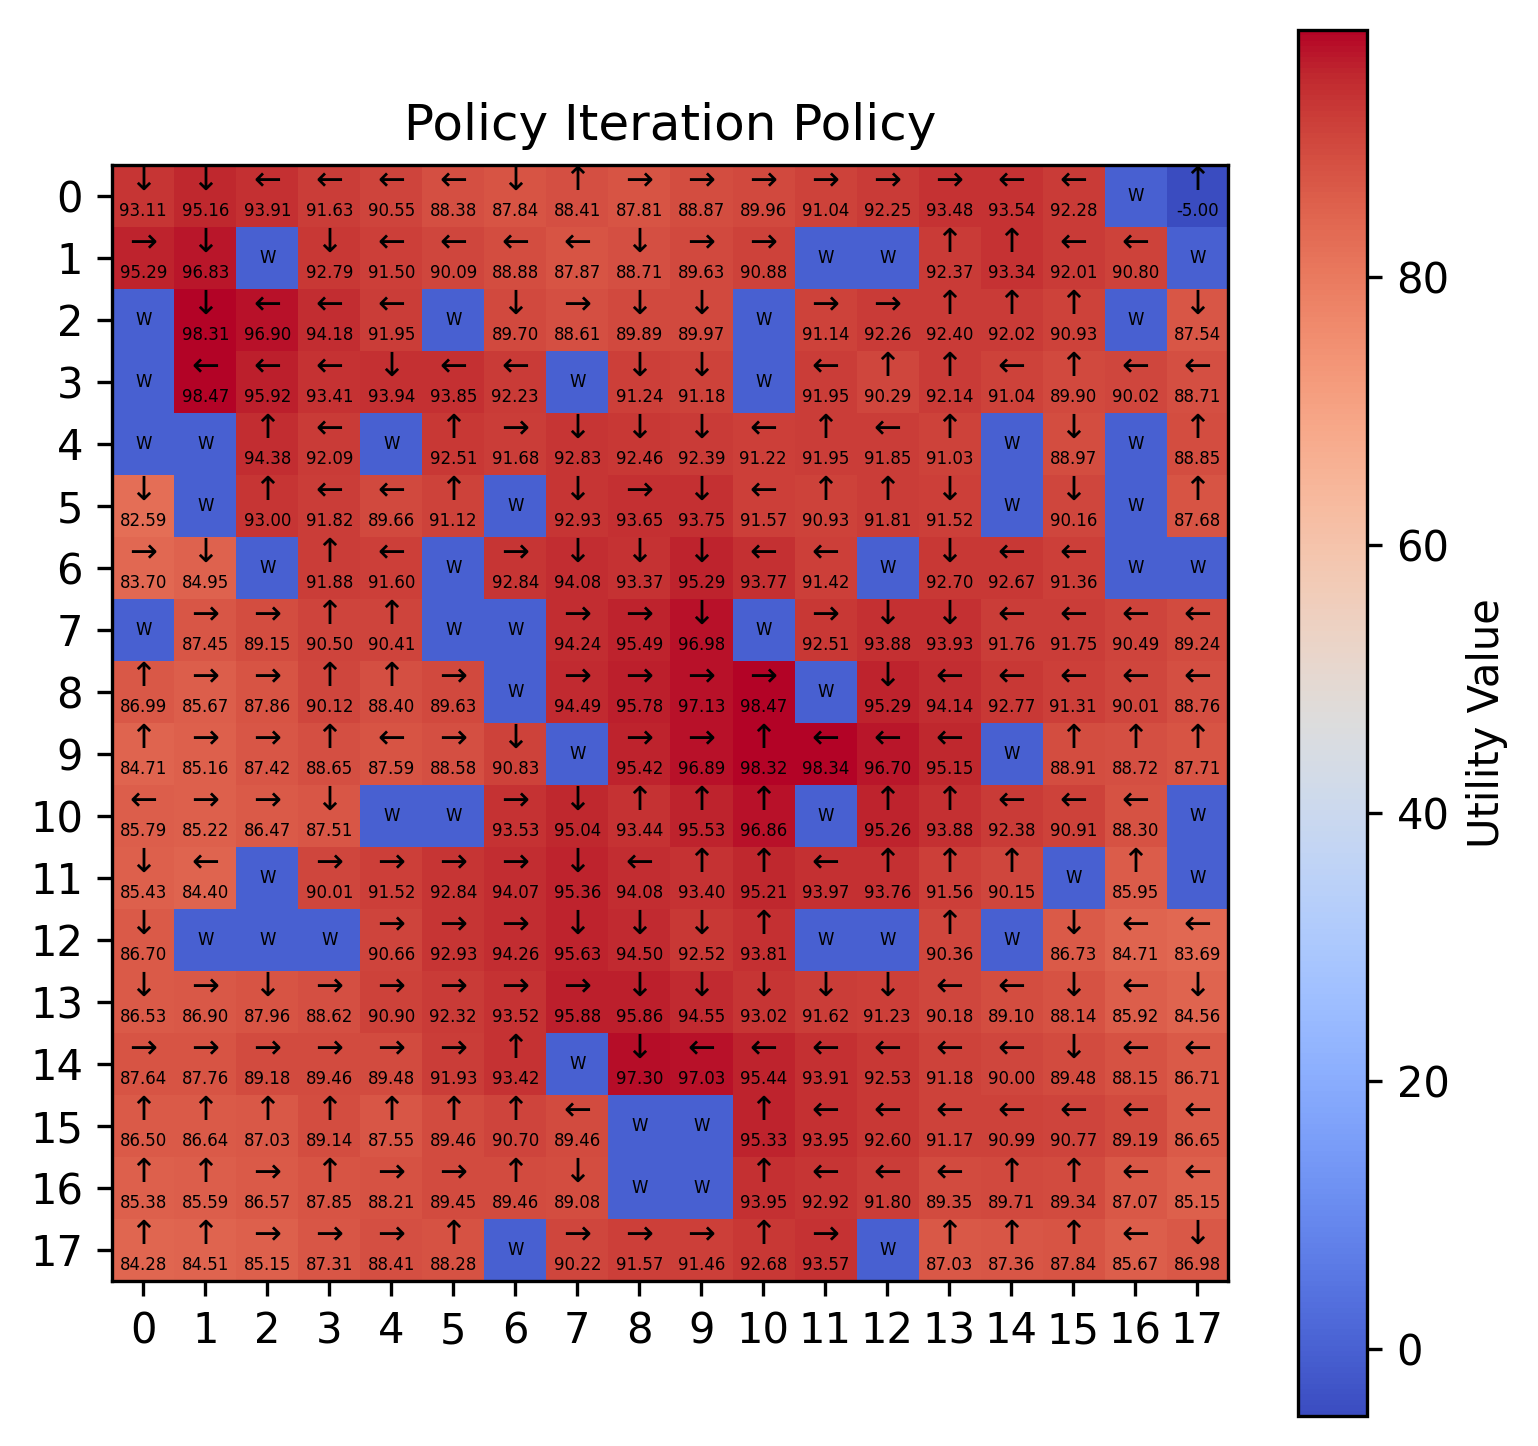 Policy Iteration Policy
0 ↓ ↓ ← ← ← ← ↓ ↑ → → → → → → ← ← W ↑
93.11 95.16 93.91 91.63 90.55 88.38 87.84 88.41 87.81 88.87 89.96 91.04 92.25 93.48 93.54 92.28 -5.00
1 → ↓ W ↓ ← ← ← ← ↓ → → W W ↑ ↑ ← ← W
95.29 96.83 92.79 91.50 90.09 88.88 87.87 88.71 89.63 90.88 92.37 93.34 92.01 90.80
2 W ↓ ← ← ← W ↓ → ↓ ↓ W → → ↑ ↑ ↑ W ↓
98.31 96.90 94.18 91.95 89.70 88.61 89.89 89.97 91.14 92.26 92.40 92.02 90.93 87.54
3 W ← ← ← ↓ ← ← W ↓ ↓ W ← ↑ ↑ ← ↑ ← ←
98.47 95.92 93.41 93.94 93.85 92.23 91.24 91.18 91.95 90.29 92.14 91.04 89.90 90.02 88.71
4 W W ↑ ← W ↑ → ↓ ↓ ↓ ← ↑ ← ↑ W ↓ W ↑
94.38 92.09 92.51 91.68 92.83 92.46 92.39 91.22 91.95 91.85 91.03 88.97 88.85
5 ↓ W ↑ ← ← ↑ W ↓ → ↓ ← ↑ ↑ ↓ W ↓ W ↑
82.59 93.00 91.82 89.66 91.12 92.93 93.65 93.75 91.57 90.93 91.81 91.52 90.16 87.68
6 → ↓ W ↑ ← W → ↓ ↓ ↓ ← ← W ↓ ← ← W W
83.70 84.95 91.88 91.60 92.84 94.08 93.37 95.29 93.77 91.42 92.70 92.67 91.36
7 W → → ↑ ↑ W W → → ↓ W → ↓ ↓ ← ← ← ←
87.45 89.15 90.50 90.41 94.24 95.49 96.98 92.51 93.88 93.93 91.76 91.75 90.49 89.24
8 ↑ → → ↑ ↑ → W → → → → W ↓ ← ← ← ← ←
86.99 85.67 87.86 90.12 88.40 89.63 94.49 95.78 97.13 98.47 95.29 94.14 92.77 91.31 90.01 88.76
9 ↑ → → ↑ ← → ↓ W → → ↑ ← ← ← W ↑ ↑ ↑
84.71 85.16 87.42 88.65 87.59 88.58 90.83 95.42 96.89 98.32 98.34 96.70 95.15 88.91 88.72 87.71
10 ← → → ↓ W W → ↓ ↑ ↑ ↑ W ↑ ↑ ← ← ← W
85.79 85.22 86.47 87.51 93.53 95.04 93.44 95.53 96.86 95.26 93.88 92.38 90.91 88.30
11 ↓ ← W → → → → ↓ ← ↑ ↑ ← ↑ ↑ ↑ W ↑ W
85.43 84.40 90.01 91.52 92.84 94.07 95.36 94.08 93.40 95.21 93.97 93.76 91.56 90.15 85.95
12 ↓ W W W → → → ↓ ↓ ↓ ↑ W W ↑ W ↓ ← ←
86.70 90.66 92.93 94.26 95.63 94.50 92.52 93.81 90.36 86.73 84.71 83.69
13 ↓ → ↓ → → → → → ↓ ↓ ↓ ↓ ↓ ← ← ↓ ← ↓
86.53 86.90 87.96 88.62 90.90 92.32 93.52 95.88 95.86 94.55 93.02 91.62 91.23 90.18 89.10 88.14 85.92 84.56
14 → → → → → → ↑ W ↓ ← ← ← ← ← ← ↓ ← ←
87.64 87.76 89.18 89.46 89.48 91.93 93.42 97.30 97.03 95.44 93.91 92.53 91.18 90.00 89.48 88.15 86.71
15 ↑ ↑ ↑ ↑ ↑ ↑ ↑ ← W W ↑ ← ← ← ← ← ← ←
86.50 86.64 87.03 89.14 87.55 89.46 90.70 89.46 95.33 93.95 92.60 91.17 90.99 90.77 89.19 86.65
16 ↑ ↑ → ↑ → → ↑ ↓ W W ↑ ← ← ← ↑ ↑ ← ←
85.38 85.59 86.57 87.85 88.21 89.45 89.46 89.08 93.95 92.92 91.80 89.35 89.71 89.34 87.07 85.15
17 ↑ ↑ → → → ↑ W → → → ↑ → W ↑ ↑ ↑ ← ↓
84.28 84.51 85.15 87.31 88.41 88.28 90.22 91.57 91.46 92.68 93.57 87.03 87.36 87.84 85.67 86.98
0 1 2 3 4 5 6 7 8 9 10 11 12 13 14 15 16 17
80
60
40
20
0
Utility Value